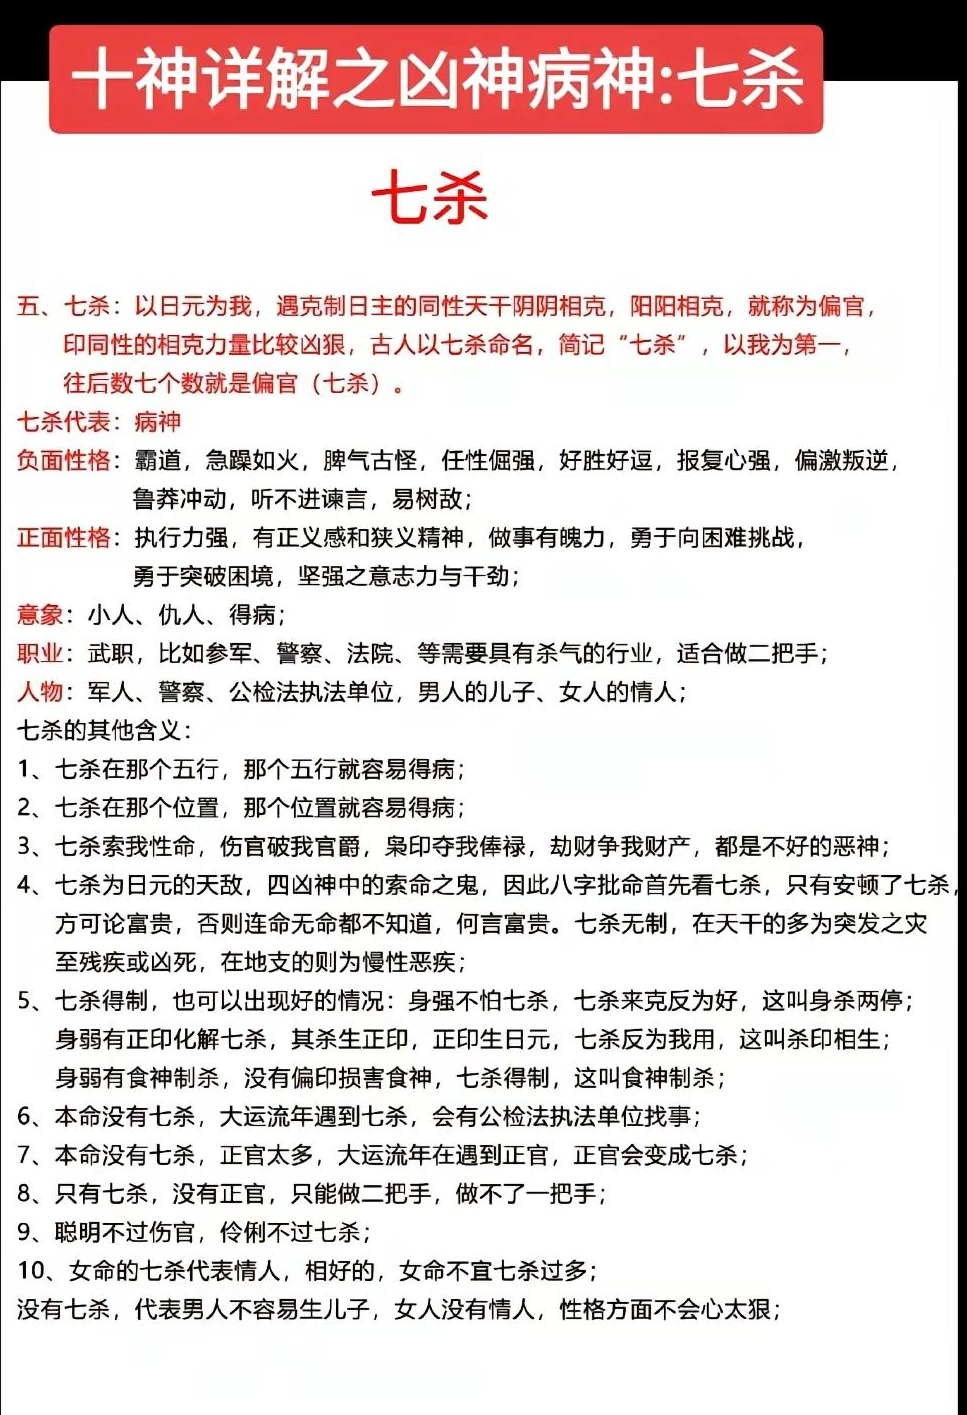 十神详解之凶神病神:七杀
七杀
五、七杀：以日元为我，遇克制日主的同性天干阴阴相克，阳阳相克，就称为偏官，
印同性的相克力量比较凶狠，古人以七杀命名，简记“七杀”，以我为第一，
往后数七个数就是偏官（七杀）。
七杀代表：病神
负面性格：霸道，急躁如火，脾气古怪，任性倔强，好胜好逗，报复心强，偏激叛逆，
鲁莽冲动，听不进谏言，易树敌；
正面性格：执行力强，有正义感和狭义精神，做事有魄力，勇于向困难挑战，
勇于突破困境，坚强之意志力与干劲；
意象：小人、仇人、得病；
职业：武职，比如参军、警察、法院、等需要具有杀气的行业，适合做二把手；
人物：军人、警察、公检法执法单位，男人的儿子、女人的情人；
七杀的其他含义：
1、七杀在那个五行，那个五行就容易得病；
2、七杀在那个位置，那个位置就容易得病；
3、七杀索我性命，伤官破我官爵，枭印夺我俸禄，劫财争我财产，都是不好的恶神；
4、七杀为日元的天敌，四凶神中的索命之鬼，因此八字批命首先看七杀，只有安顿了七杀，
方可论富贵，否则连命无命都不知道，何言富贵。七杀无制，在天干的多为突发之灾
至残疾或凶死，在地支的则为慢性恶疾；
5、七杀得制，也可以出现好的情况：身强不怕七杀，七杀来克反为好，这叫身杀两停；
身弱有正印化解七杀，其杀生正印，正印生日元，七杀反为我用，这叫杀印相生；
身弱有食神制杀，没有偏印损害食神，七杀得制，这叫食神制杀；
6、本命没有七杀，大运流年遇到七杀，会有公检法执法单位找事；
7、本命没有七杀，正官太多，大运流年在遇到正官，正官会变成七杀；
8、只有七杀，没有正官，只能做二把手，做不了一把手；
9、聪明不过伤官，伶俐不过七杀；
10、女命的七杀代表情人，相好的，女命不宜七杀过多；
没有七杀，代表男人不容易生儿子，女人没有情人，性格方面不会心太狠；